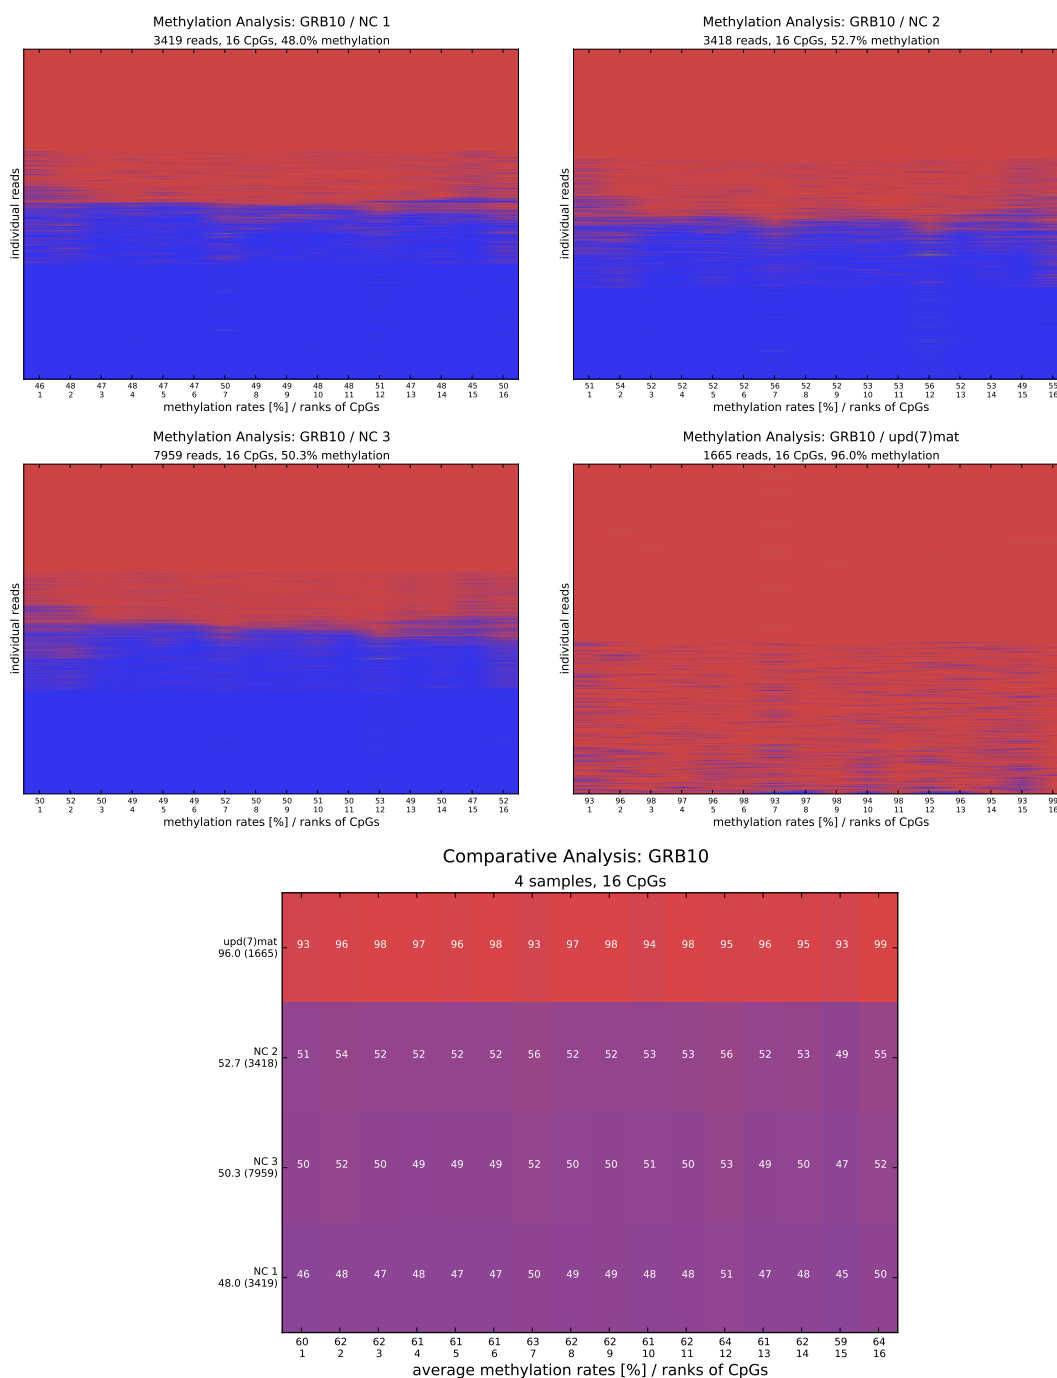 Methylation Analysis: GRB10 / NC 1
3419 reads, 16 CpGs, 48.0% methylation
individual reads
46 48 47 48 47 47 50 49 49 48 48 51 47 48 45 50
1 2 3 4 5 6 7 8 9 10 11 12 13 14 15 16
methylation rates [%] / ranks of CpGs
Methylation Analysis: GRB10 / NC 2
3418 reads, 16 CpGs, 52.7% methylation
individual reads
51 54 52 52 52 52 56 52 52 53 53 56 52 53 49 55
1 2 3 4 5 6 7 8 9 10 11 12 13 14 15 16
methylation rates [%] / ranks of CpGs
Methylation Analysis: GRB10 / NC 3
7959 reads, 16 CpGs, 50.3% methylation
individual reads
50 52 50 49 49 49 52 50 50 51 50 53 49 50 47 52
1 2 3 4 5 6 7 8 9 10 11 12 13 14 15 16
methylation rates [%] / ranks of CpGs
Methylation Analysis: GRB10 / upd(7)mat
1665 reads, 16 CpGs, 96.0% methylation
individual reads
93 96 98 97 96 98 93 97 98 94 98 95 96 95 93 99
1 2 3 4 5 6 7 8 9 10 11 12 13 14 15 16
methylation rates [%] / ranks of CpGs
Comparative Analysis: GRB10
4 samples, 16 CpGs
upd(7)mat
96.0 (1665)
93 96 98 97 96 98 93 97 98 94 98 95 96 95 93 99
NC 2
52.7 (3418)
51 54 52 52 52 52 56 52 52 53 53 56 52 53 49 55
NC 3
50.3 (7959)
50 52 50 49 49 49 52 50 50 51 50 53 49 50 47 52
NC 1
48.0 (3419)
46 48 47 48 47 47 50 49 49 48 48 51 47 48 45 50
60 62 62 61 61 61 63 62 62 61 62 64 61 62 59 64
1 2 3 4 5 6 7 8 9 10 11 12 13 14 15 16
average methylation rates [%] / ranks of CpGs